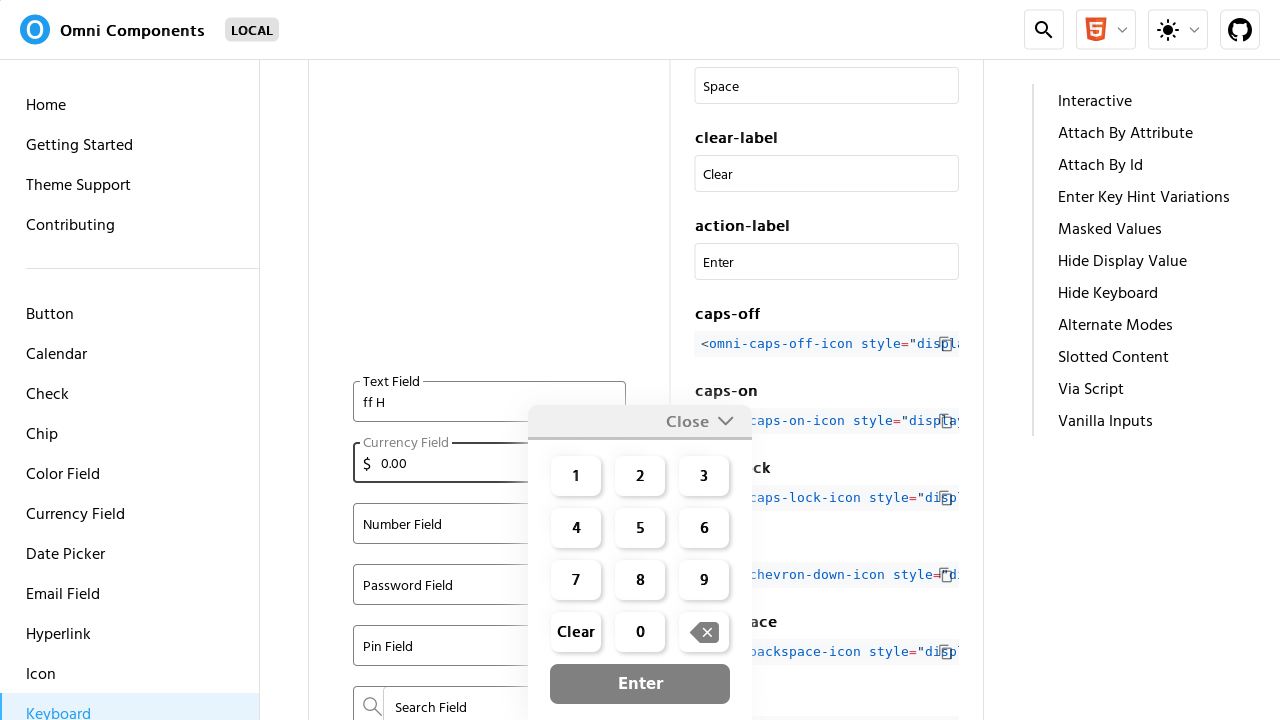 Omni Components
LOCAL
Home
Getting Started
Theme Support
Contributing
Button
Calendar
Check
Chip
Color Field
Currency Field
Date Picker
Email Field
Hyperlink
Icon
Keyboard
Text Field
ff H
Currency Field
$ 0.00
Number Field
Password Field
Pin Field
Search Field
Space
clear-label
Clear
action-label
Enter
caps-off
<omni-caps-off-icon style="displa
caps-on
caps-on-icon style="display
caps-lock-icon style="displ
chevron-down-icon style="di
backspace-icon style="displ
Close
1 2 3
4 5 6
7 8 9
Clear 0
Enter
Interactive
Attach By Attribute
Attach By Id
Enter Key Hint Variations
Masked Values
Hide Display Value
Hide Keyboard
Alternate Modes
Slotted Content
Via Script
Vanilla Inputs